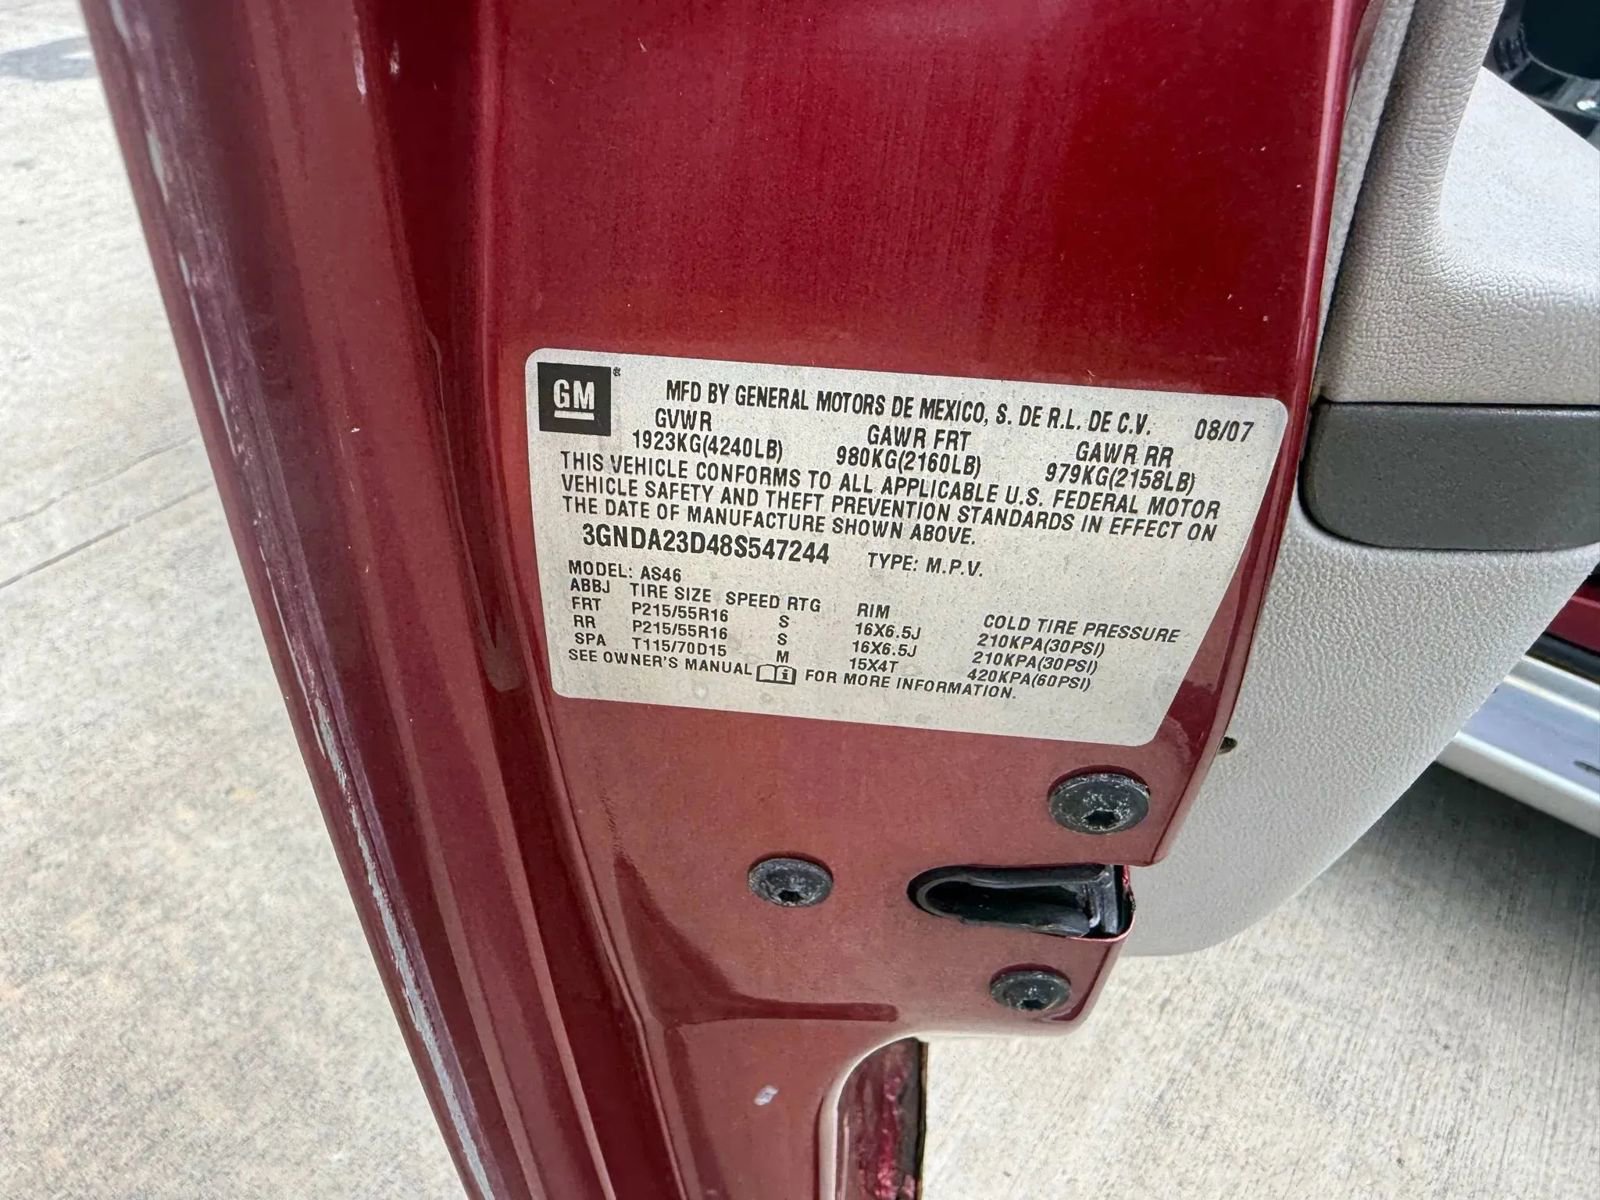 GM
MFD BY GENERAL MOTORS DE MEXICO, S. DE R.L. DE C.V. 08/07
GVWR GAWR FRT GAWR RR
1923KG(4240LB) 980KG(2160LB) 979KG(2158LB)
THIS VEHICLE CONFORMS TO ALL APPLICABLE U.S. FEDERAL MOTOR
VEHICLE SAFETY AND THEFT PREVENTION STANDARDS IN EFFECT ON
THE DATE OF MANUFACTURE SHOWN ABOVE.
3GNDA23D48S547244 TYPE: M.P.V.
MODEL: AS46
ABBJ TIRE SIZE SPEED RTG RIM COLD TIRE PRESSURE
FRT P215/55R16 S 16X6.5J 210KPA(30PSI)
RR P215/55R16 S 16X6.5J 210KPA(30PSI)
SPA T115/70D15 M 15X4T 420KPA(60PSI)
SEE OWNER'S MANUAL i FOR MORE INFORMATION.